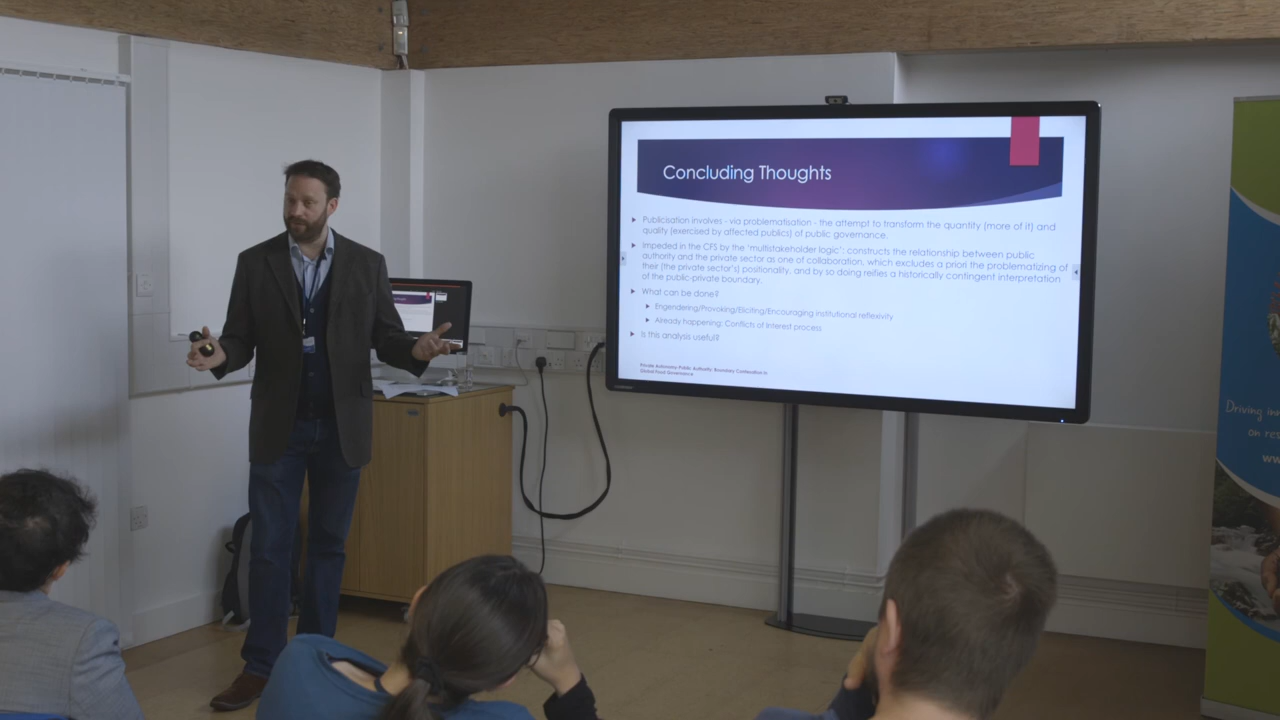 Concluding Thoughts
Publicisation involves - via problematisation - the attempt to transform the quantity (more of it) and
quality (exercised by affected publics) of public governance.
Impeded in the CFS by the 'multistakeholder logic': constructs the relationship between public
authority and the private sector as one of collaboration, which excludes a priori the problematizing of
their (the private sector's) positionality, and by so doing reifies a historically contingent interpretation
of the public-private boundary.
What can be done?
Engendering/Provoking/Eliciting/Encouraging institutional reflexivity
Already happening: Conflicts of Interest process
Is this analysis useful?
Private Autonomy Public Authority: Boundary Contestation in
Global Food Governance
Driving
on